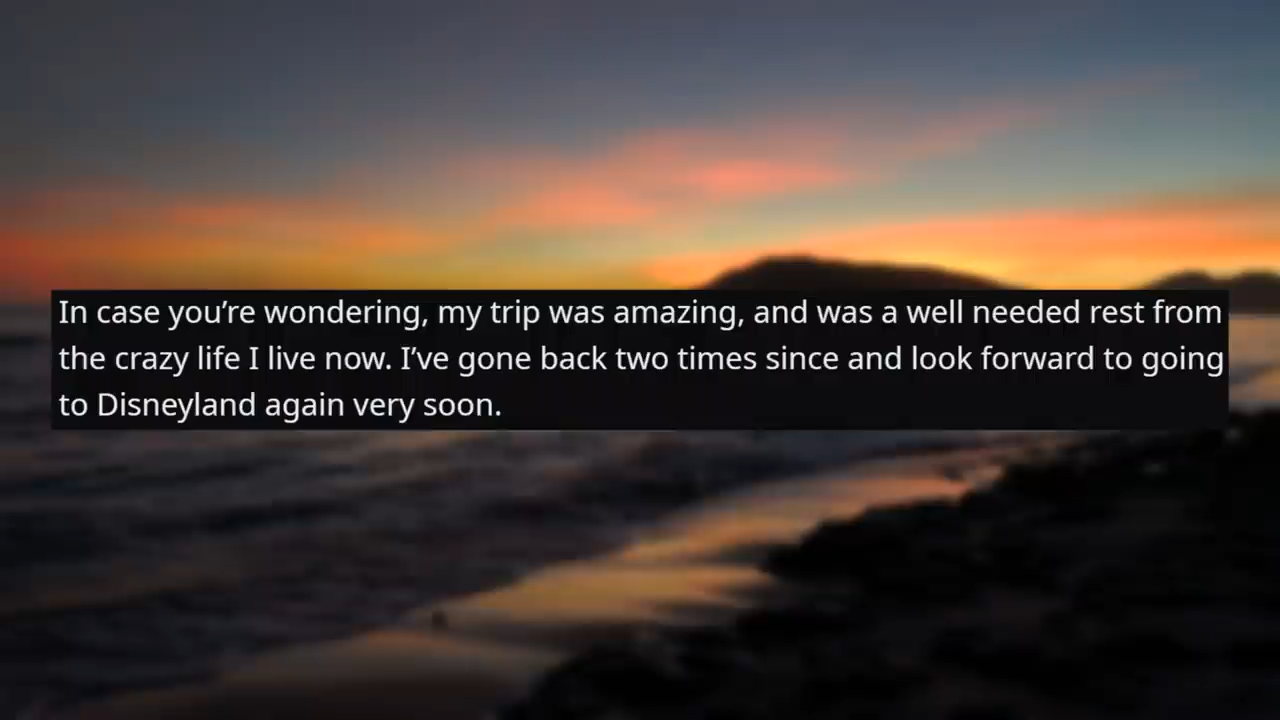 In case you’re wondering, my trip was amazing, and was a well needed rest from
the crazy life I live now. I’ve gone back two times since and look forward to going
to Disneyland again very soon.